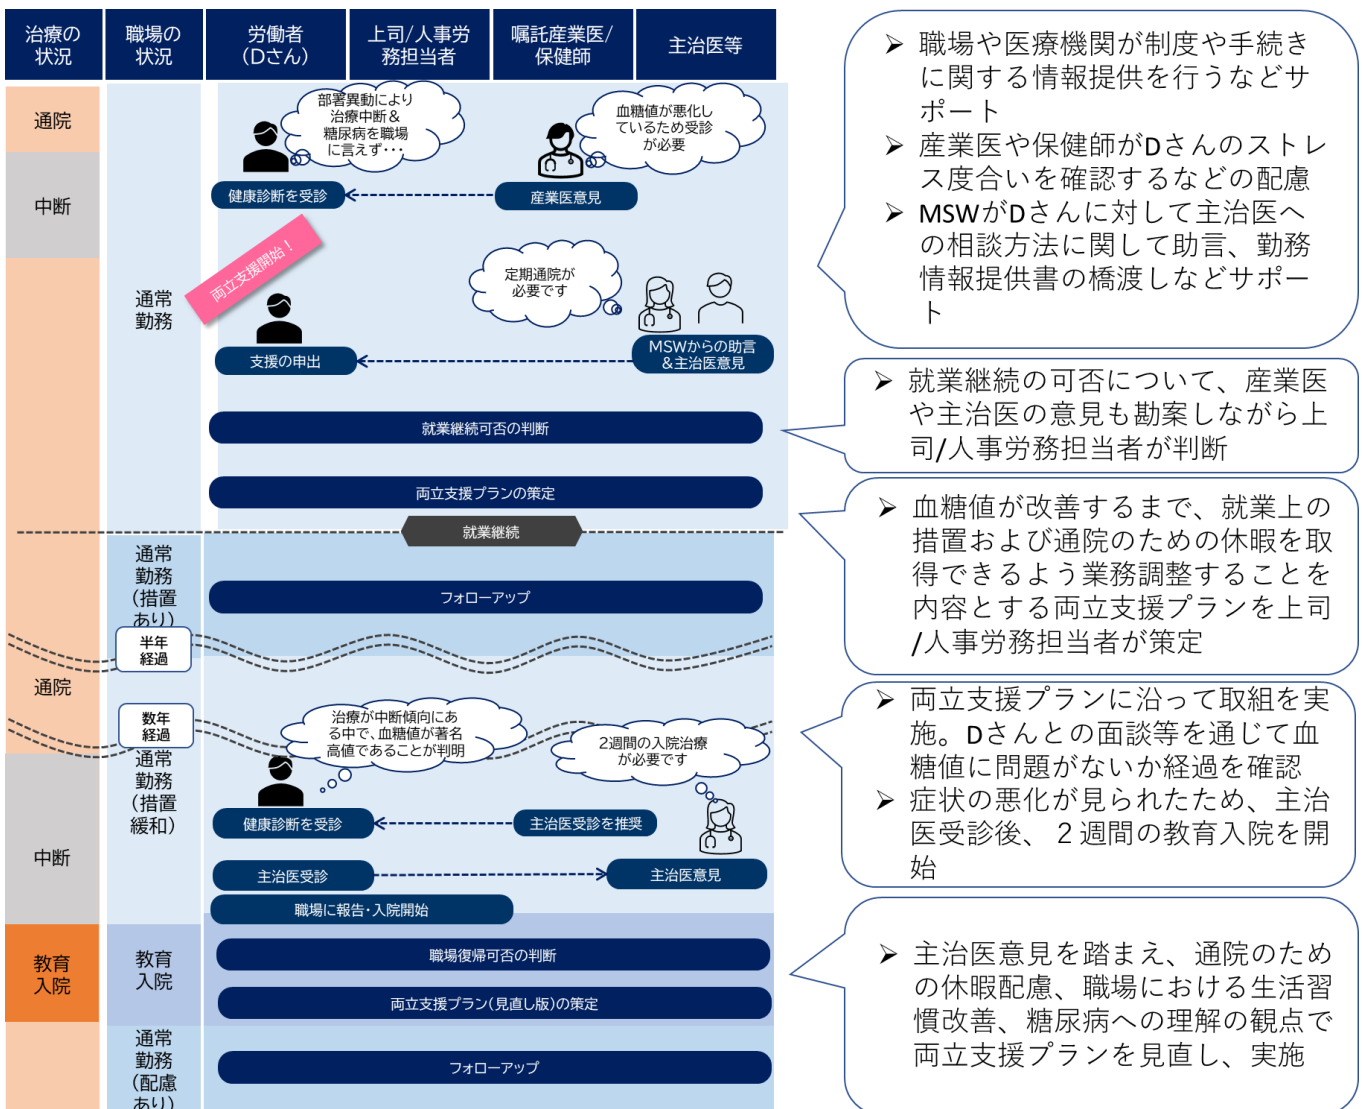 治療の
状況
職場の
状況
労働者
(Dさん)
上司/人事労
務担当者
嘱託産業医/
保健師
主治医等
通院
中断
通常
勤務
部署異動により
治療中断&
糖尿病を職場
に言えず・・・
血糖値が悪化し
ているため受診
が必要
健康診断を受診
産業医意見
両立支援開始！
定期通院が
必要です
支援の申出
MSWからの助言
&主治医意見
就業継続可否の判断
両立支援プランの策定
就業継続
通常
勤務
(措置
あり)
フォローアップ
半年
経過
通院
数年
経過
治療が中断傾向にあ
る中で、血糖値が著名
高値であることが判明
2週間の入院治療
が必要です
通常
勤務
(措置
緩和)
中断
健康診断を受診
主治医受診を推奨
主治医受診
主治医意見
職場に報告・入院開始
教育
入院
教育
入院
職場復帰可否の判断
両立支援プラン(見直し版)の策定
通常
勤務
(配慮
あり)
フォローアップ
➢ 職場や医療機関が制度や手続き
に関する情報提供を行うなどサ
ポート
➢ 産業医や保健師がDさんのストレ
ス度合いを確認するなどの配慮
➢ MSWがDさんに対して主治医へ
の相談方法に関して助言、勤務
情報提供書の橋渡しなどサポー
ト
➢ 就業継続の可否について、産業医
や主治医の意見も勘案しながら上
司/人事労務担当者が判断
➢ 血糖値が改善するまで、就業上の
措置および通院のための休暇を取
得できるよう業務調整することを
内容とする両立支援プランを上司
/人事労務担当者が策定
➢ 両立支援プランに沿って取組を実
施。Dさんとの面談等を通じて血
糖値に問題がないか経過を確認
➢ 症状の悪化が見られたため、主治
医受診後、２週間の教育入院を開
始
➢ 主治医意見を踏まえ、通院のため
の休暇配慮、職場における生活習
慣改善、糖尿病への理解の観点で
両立支援プランを見直し、実施